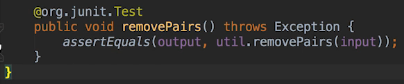 @org.junit.Test
public void removePairs() throws Exception {
assertEquals(output, util.removePairs(input));
}
}